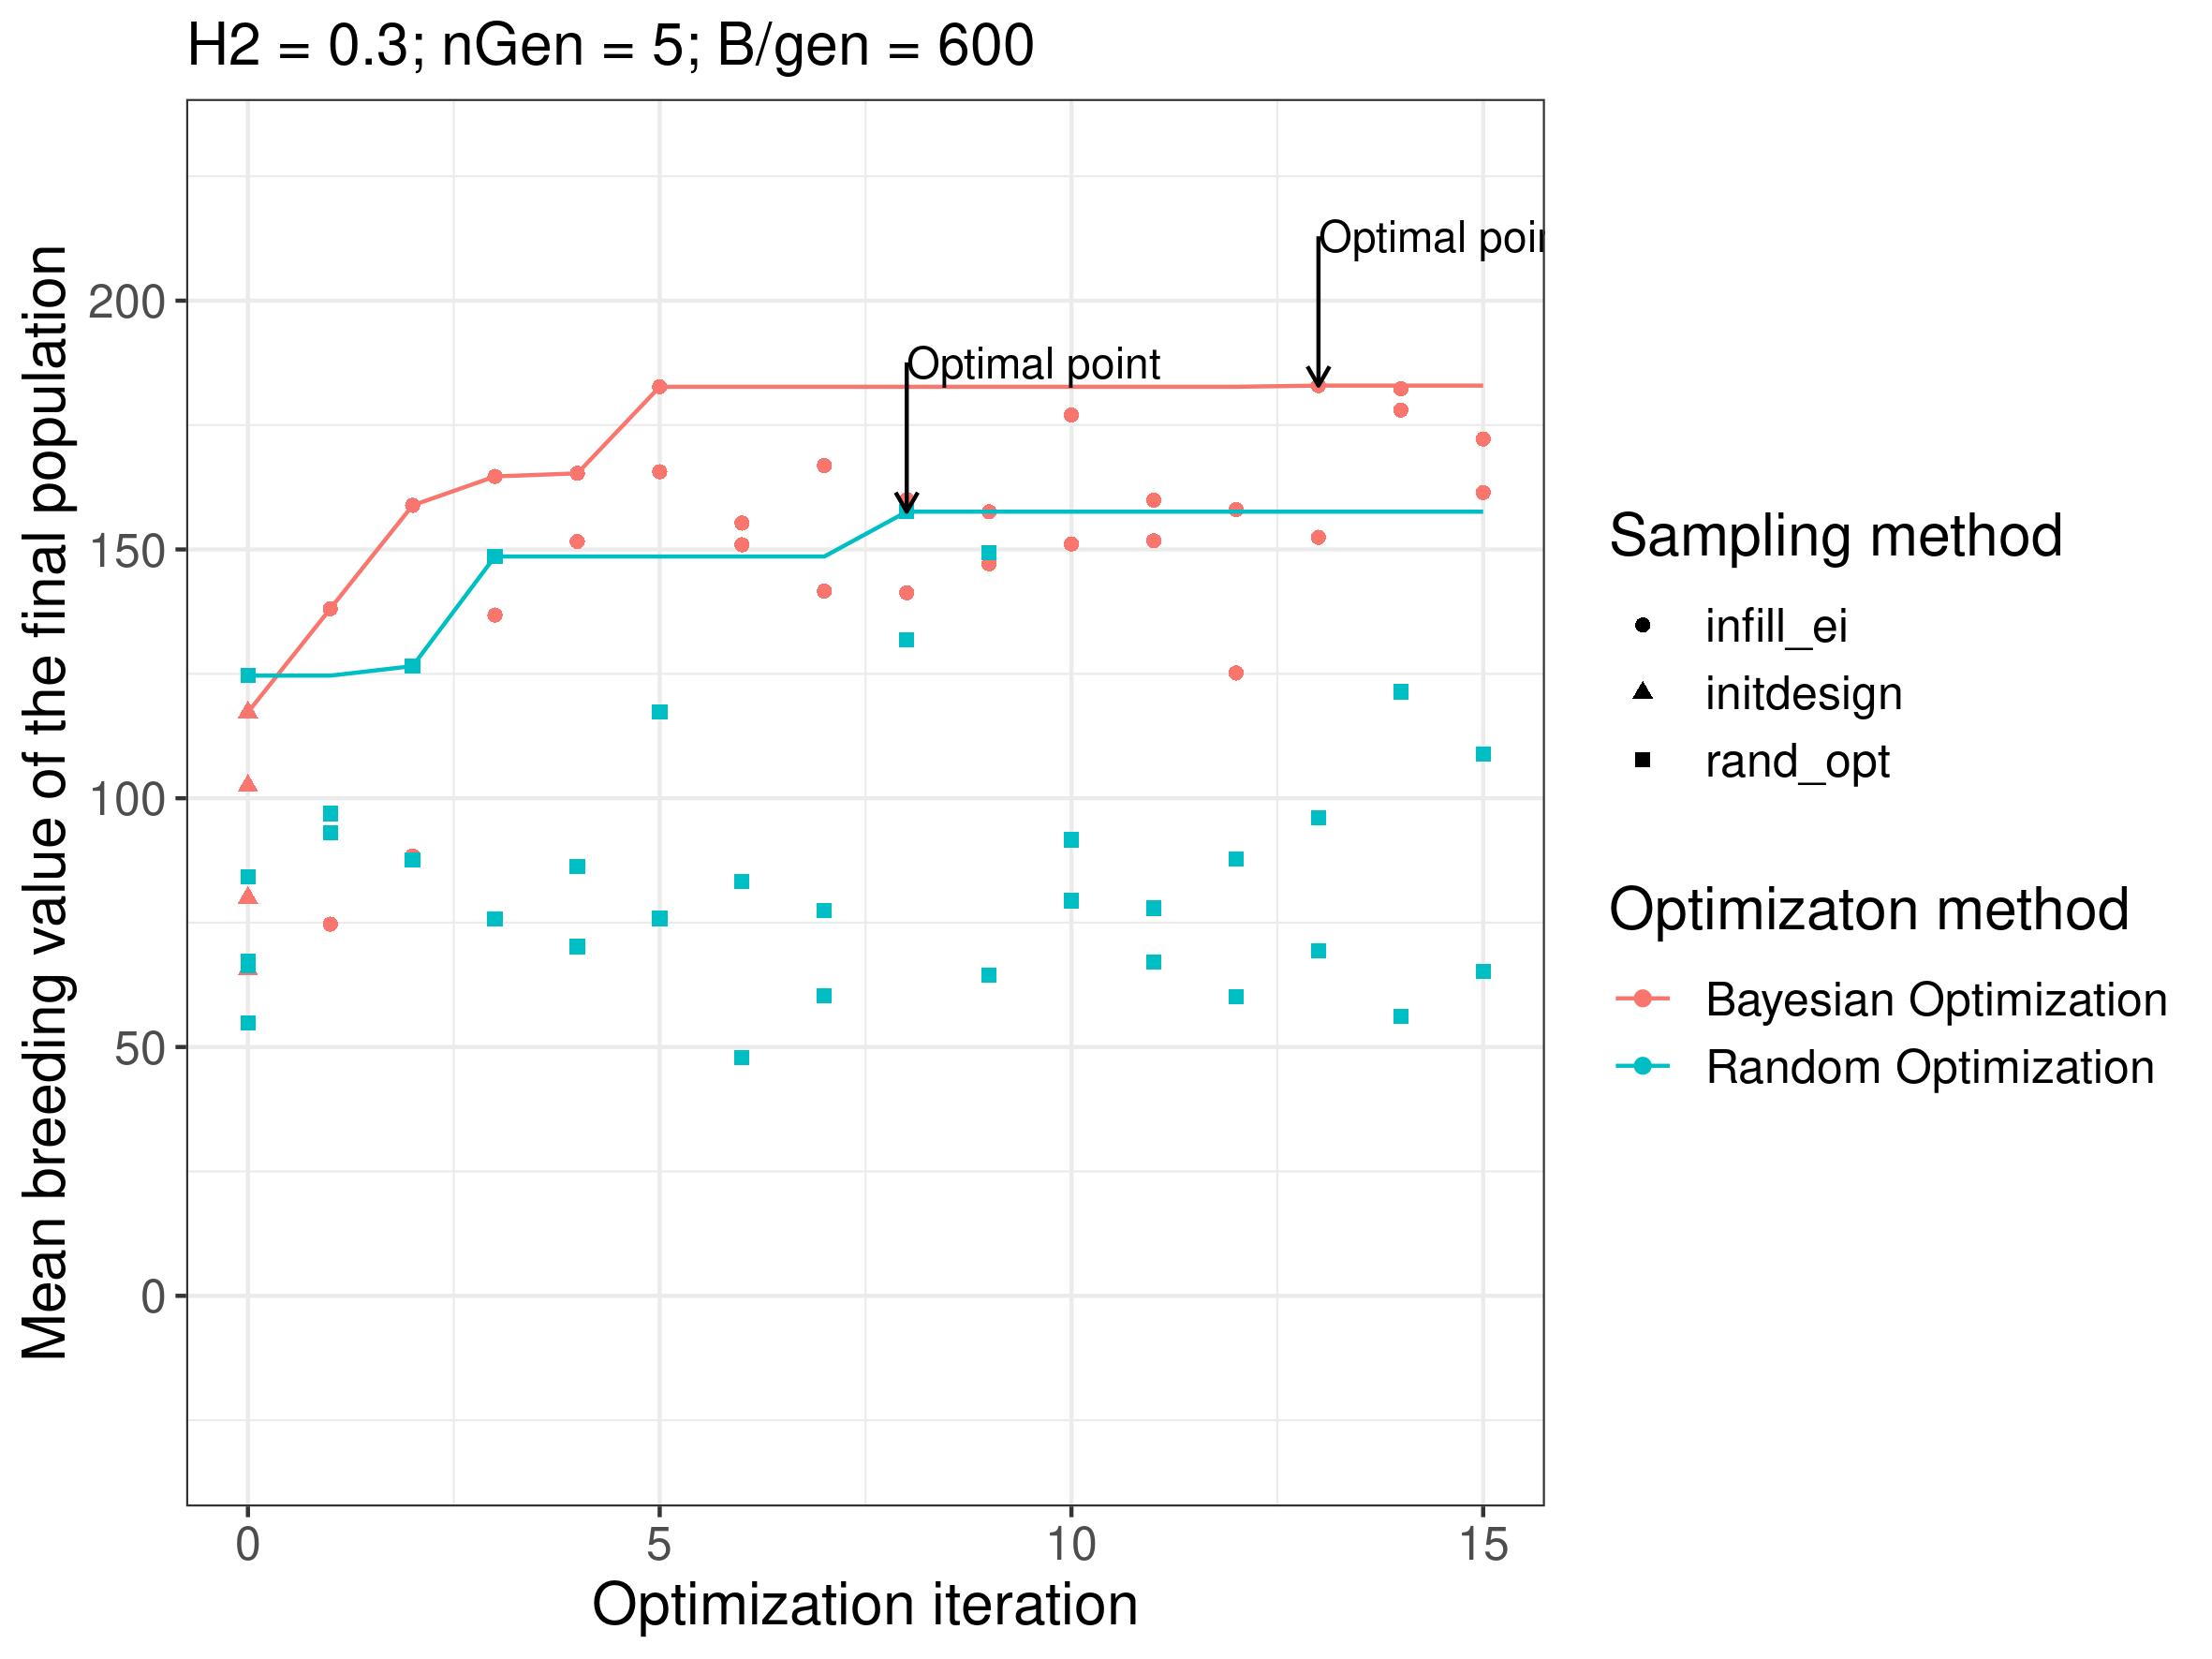 H2 = 0.3; nGen = 5; B/gen = 600
Mean breeding value of the final population
200
150
100
50
0
Optimal point
Optimal poin
0
5
10
15
Optimization iteration
Sampling method
infill_ei
initdesign
rand_opt
Optimizaton method
Bayesian Optimization
Random Optimization